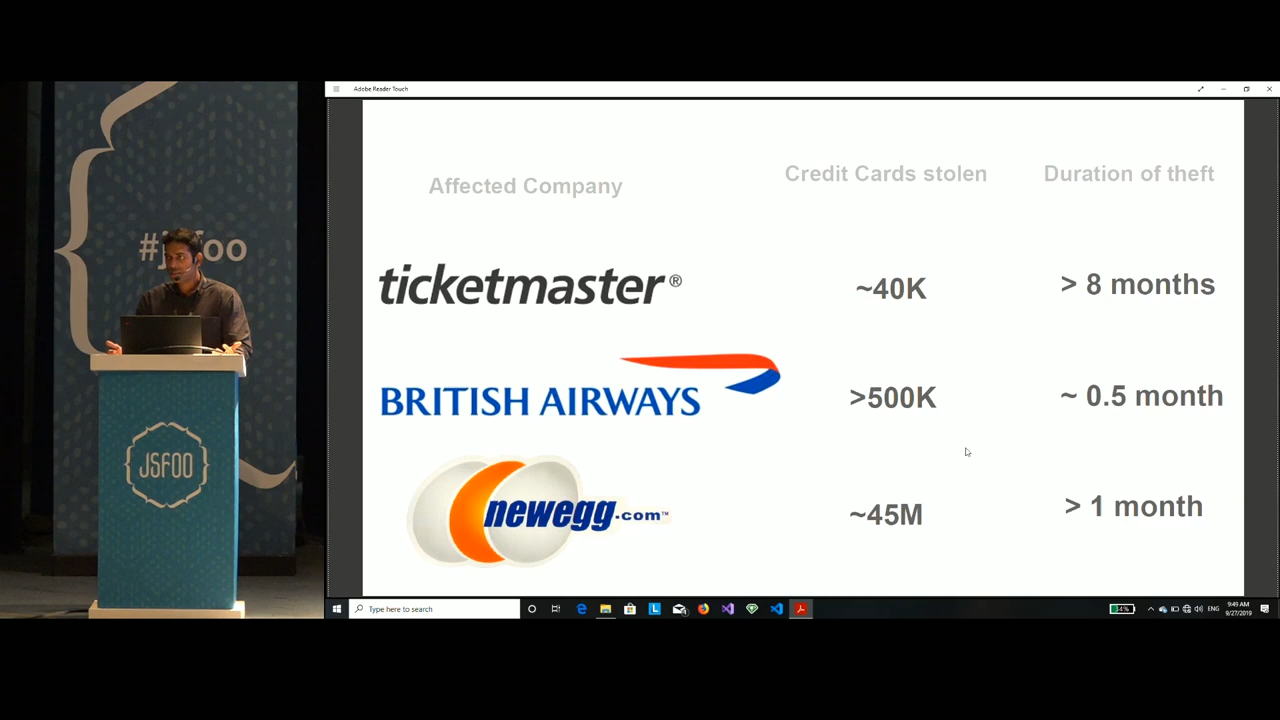 Adobe Reader Touch
Affected Company
Credit Cards stolen
Duration of theft
ticketmaster®
~40K
> 8 months
BRITISH AIRWAYS
>500K
~ 0.5 month
newegg.com™
~45M
> 1 month
JSFOO
Type here to search
ENG
9:49 AM
9/27/2019